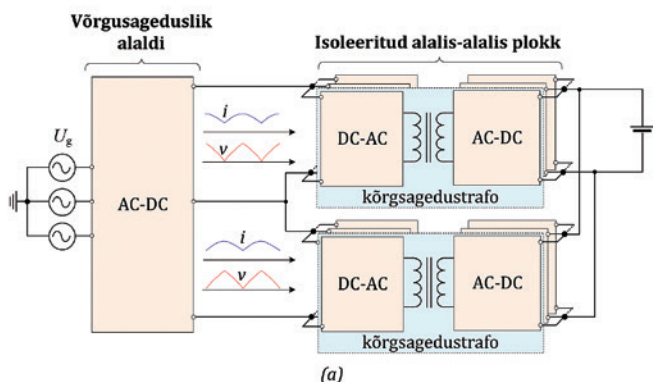 Võrgusageduslik
alaldi
Isoleeritud alalis-alalis plokk
U_g
AC-DC
i
v
DC-AC
AC-DC
kõrgsagedustrafo
i
v
DC-AC
AC-DC
kõrgsagedustrafo
(a)